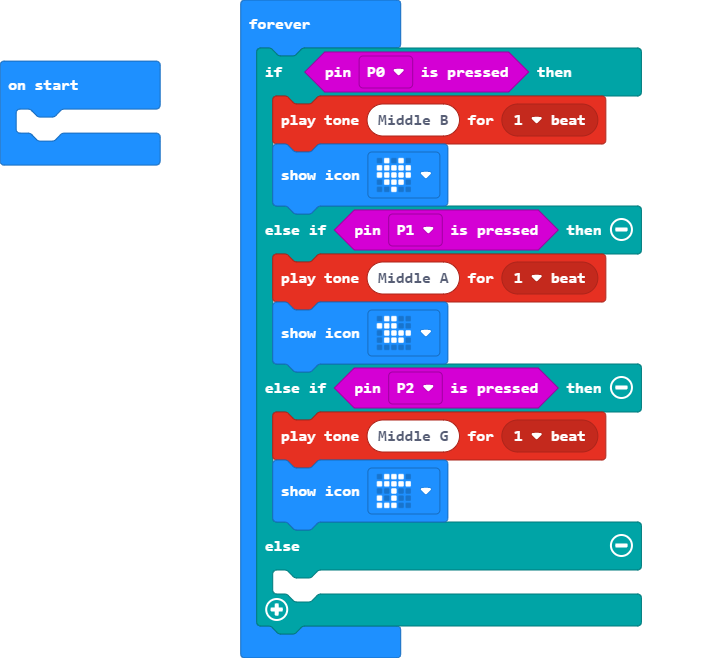 forever
on start
if pin P0 is pressed then
play tone Middle B for 1 beat
show icon
else if pin P1 is pressed then
play tone Middle A for 1 beat
show icon
else if pin P2 is pressed then
play tone Middle G for 1 beat
show icon
else